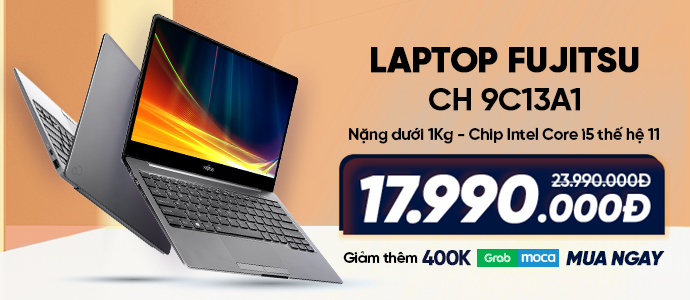 LAPTOP FUJITSU
CH 9C13A1
Nặng dưới 1Kg - Chip Intel Core i5 thế hệ 11
23.990.000Đ
17.990.000Đ
Giảm thêm 400K Grab moca MUA NGAY
FUJITSU